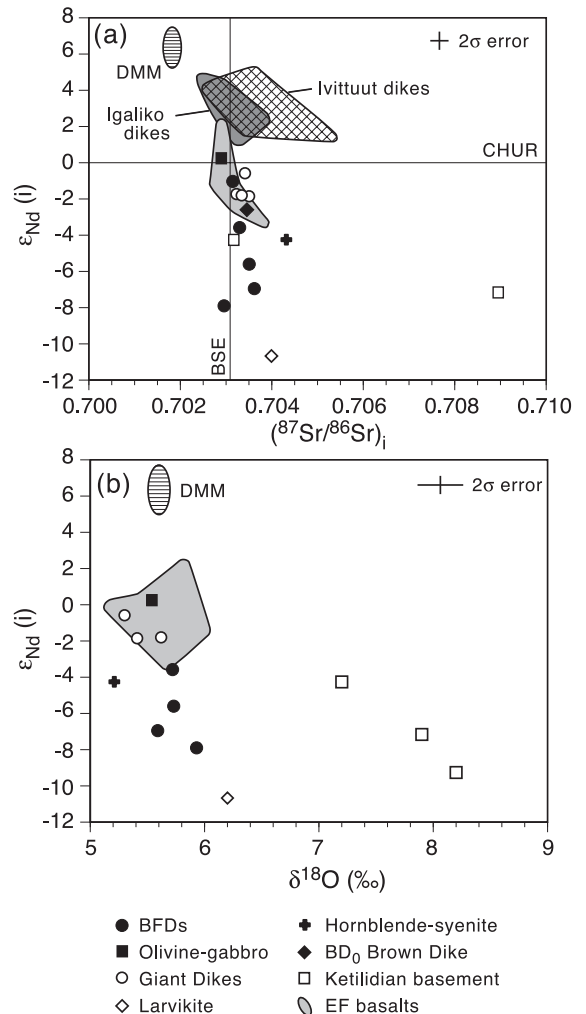 (a)
2σ error
DMM
Ivittuut dikes
Igaliko
dikes
CHUR
BSE
8
6
4
2
0
-2
-4
-6
-8
-10
-12
εNd (i)
0.700 0.702 0.704 0.706 0.708 0.710
(⁸⁷Sr/⁸⁶Sr)i
(b)
DMM
2σ error
8
6
4
2
0
-2
-4
-6
-8
-10
-12
εNd (i)
5 6 7 8 9
δ¹⁸O (‰)
BFDs Hornblende-syenite
Olivine-gabbro BD₀ Brown Dike
Giant Dikes Ketilidian basement
Larvikite EF basalts